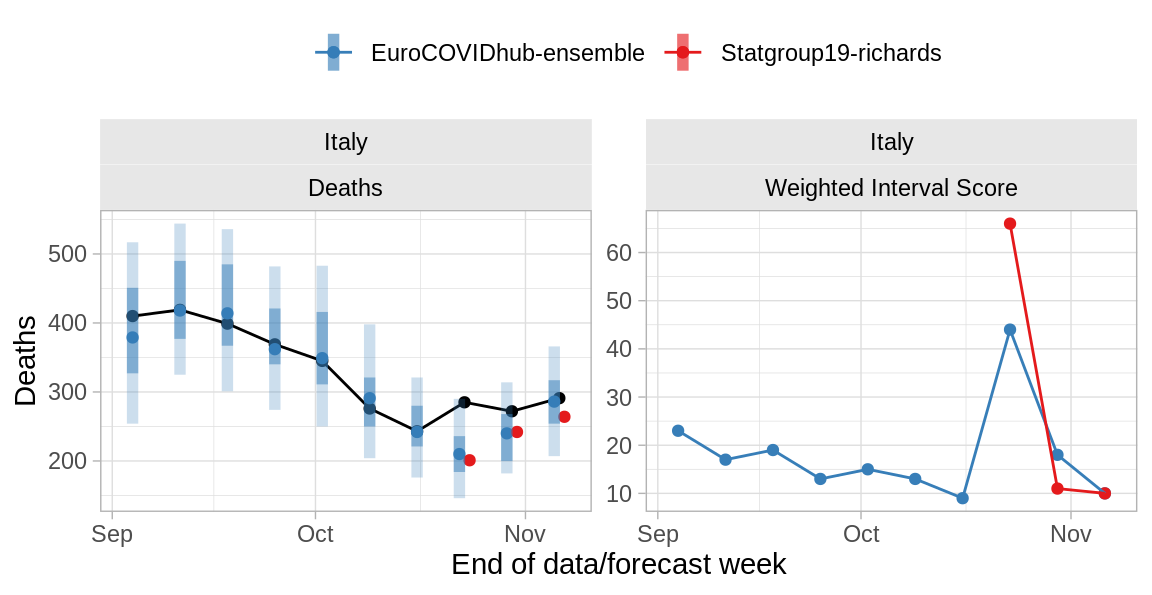 EuroCOVIDhub-ensemble Statgroup19-richards
Italy
Deaths
Deaths
500
400
300
200
Sep Oct Nov
Italy
Weighted Interval Score
60
50
40
30
20
10
Sep Oct Nov
End of data/forecast week